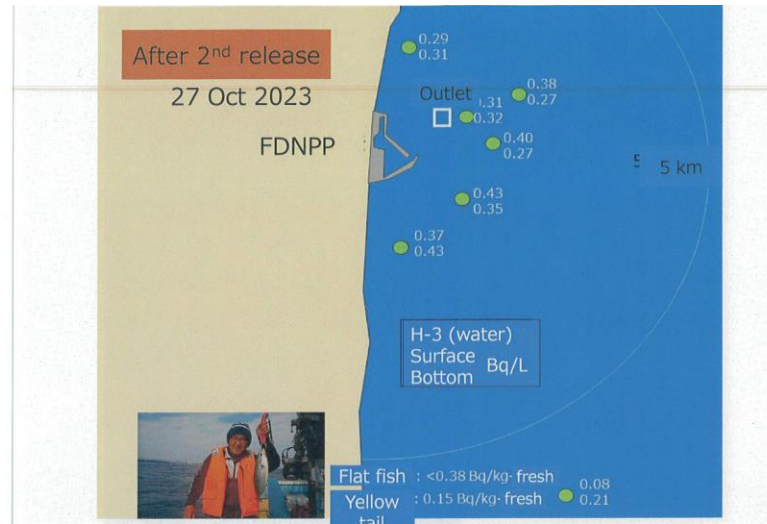 After 2nd release
27 Oct 2023
FDNPP
0.29
0.31
Outlet
0.38
0.27
.31
0.32
0.40
0.27
5 km
0.43
0.35
0.37
0.43
H-3 (water)
Surface
Bottom
Bq/L
Flat fish : <0.38 Bq/kg-fresh
Yellow : 0.15 Bq/kg-fresh
tail
0.08
0.21